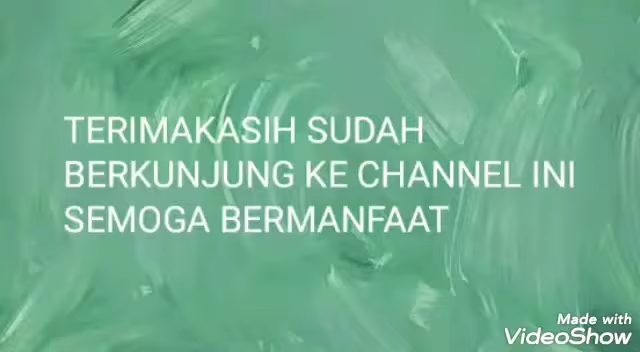 TERIMAKASIH SUDAH
BERKUNJUNG KE CHANNEL INI
SEMOGA BERMANFAAT
Made with
VideoShow